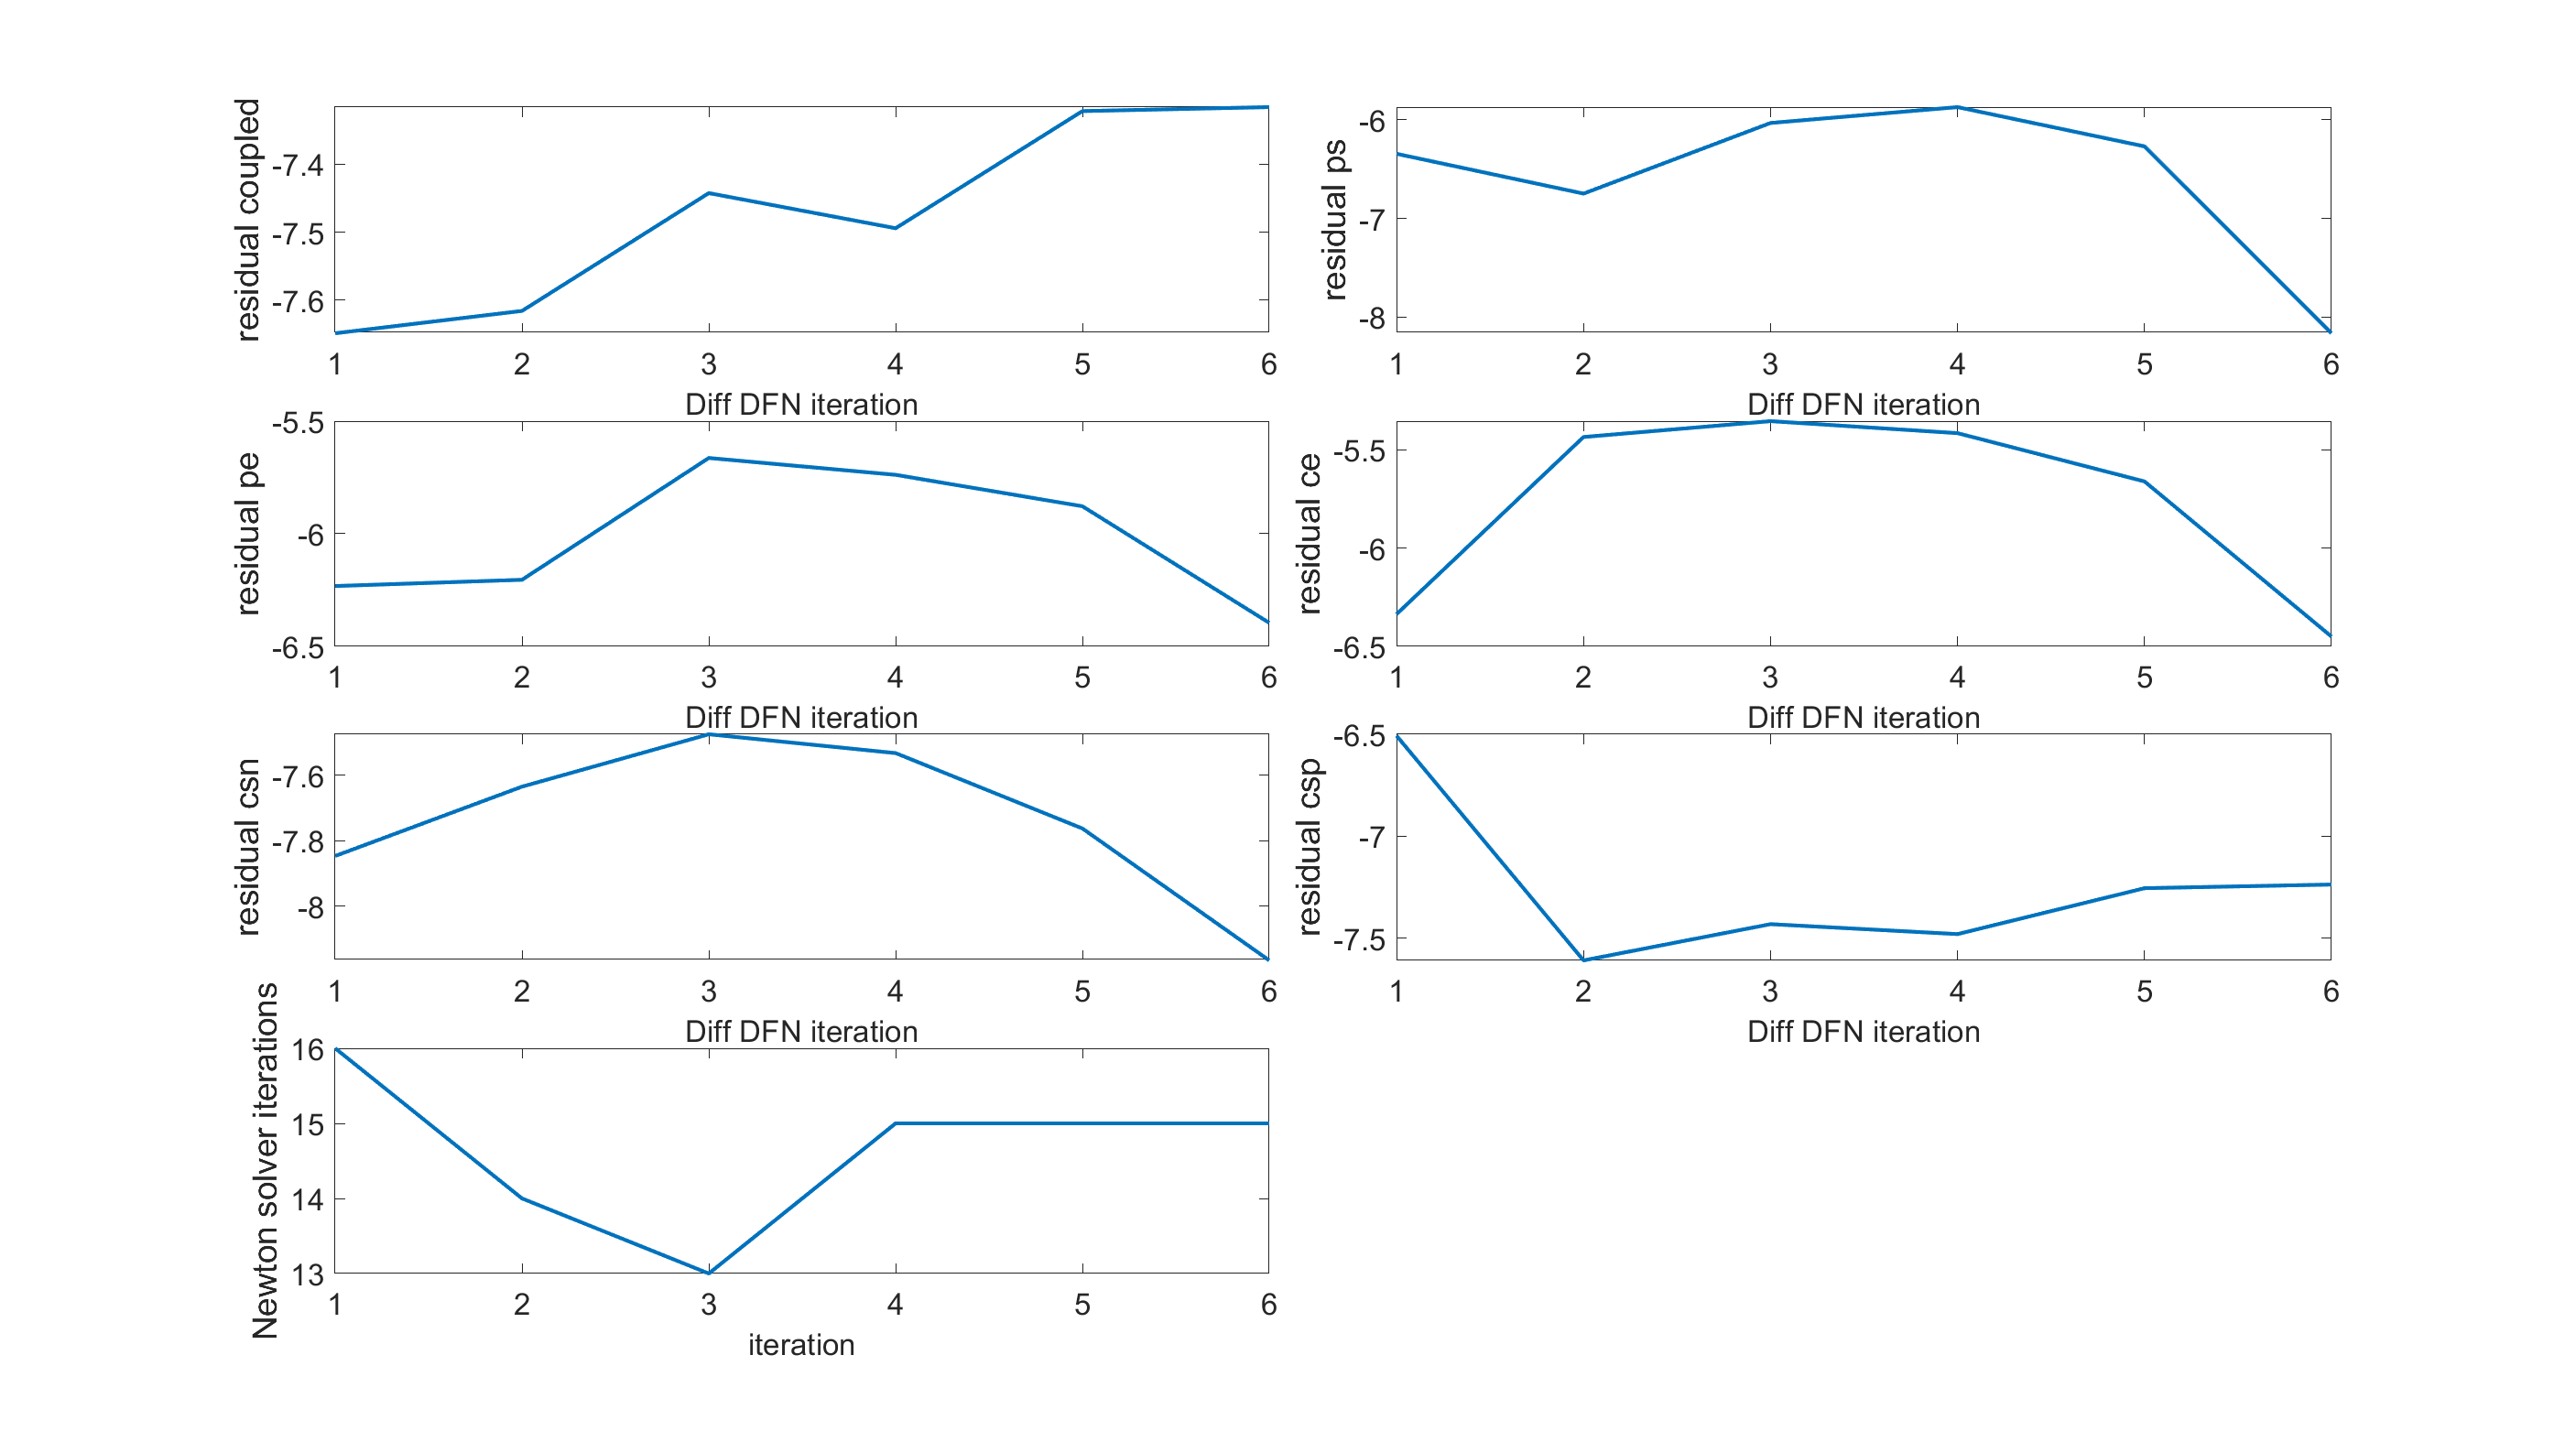 residual coupled
-7.4
-7.5
-7.6
1 2 3 4 5 6
Diff DFN iteration
residual ps
-6
-7
-8
1 2 3 4 5 6
Diff DFN iteration
residual pe
-5.5
-6
-6.5
1 2 3 4 5 6
Diff DFN iteration
residual ce
-5.5
-6
-6.5
1 2 3 4 5 6
Diff DFN iteration
residual csn
-7.6
-7.8
-8
1 2 3 4 5 6
Diff DFN iteration
residual csp
-6.5
-7
-7.5
1 2 3 4 5 6
Diff DFN iteration
Newton solver iterations
16
15
14
13
1 2 3 4 5 6
iteration